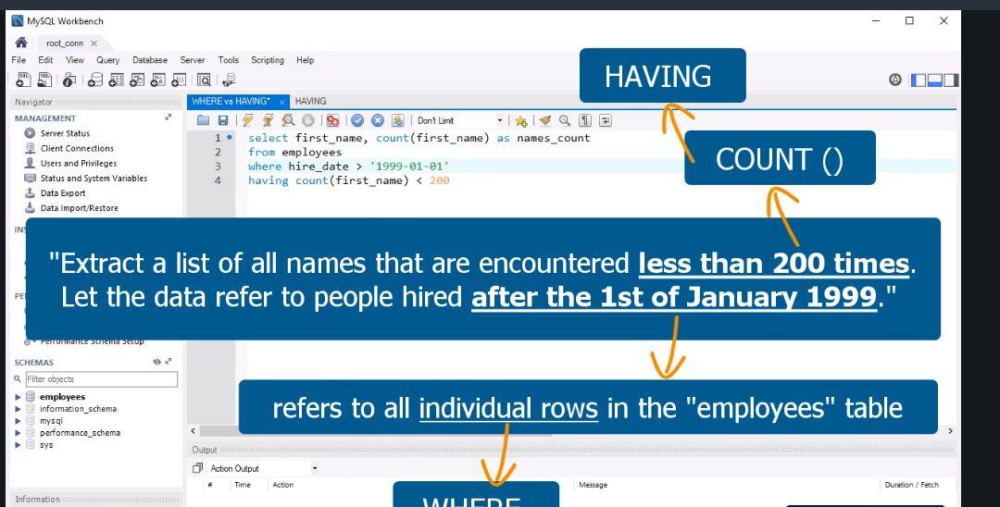 MySQL Workbench
root_conn
File Edit View Query Database Server Tools Scripting Help
HAVING
Navigator
WHERE vs HAVING* HAVING
MANAGEMENT
Server Status
Client Connections
Users and Privileges
Status and System Variables
Data Export
Data Import/Restore
Don't Limit
1 select first_name, count(first_name) as names_count
2 from employees
3 where hire_date > '1999-01-01'
4 having count(first_name) < 200
COUNT ()
"Extract a list of all names that are encountered less than 200 times.
Let the data refer to people hired after the 1st of January 1999."
Performance Schema Setup
SCHEMAS
Filter objects
employees
information_schema
mysql
performance_schema
sys
refers to all individual rows in the "employees" table
Output
Action Output
# Time Action Message Duration / Fetch
WHERE
Information